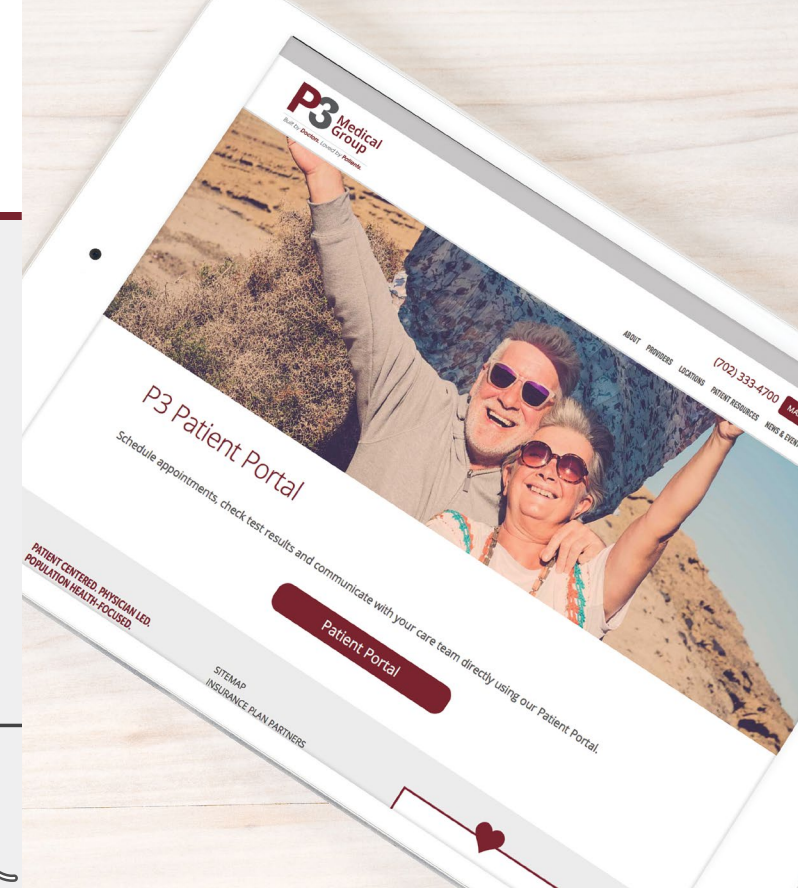 P3 Medical
Group
Built by Doctors. Loved by Patients.
(702) 333-4700
ABOUT PROVIDERS LOCATIONS PATIENT RESOURCES NEWS &
P3 Patient Portal
Schedule appointments, check test results and communicate with your care team directly using our Patient Portal.
Patient Portal
PATIENT CENTERED. PHYSICIAN LED.
POPULATION HEALTH-FOCUSED.
SITEMAP
INSURANCE PLAN PARTNERS